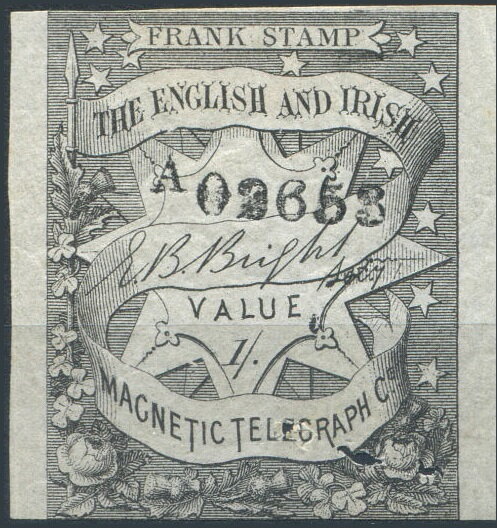 FRANK STAMP
THE ENGLISH AND IRISH
A 02653
E. B. Bright
VALUE
1/.
MAGNETIC TELEGRAPH Co